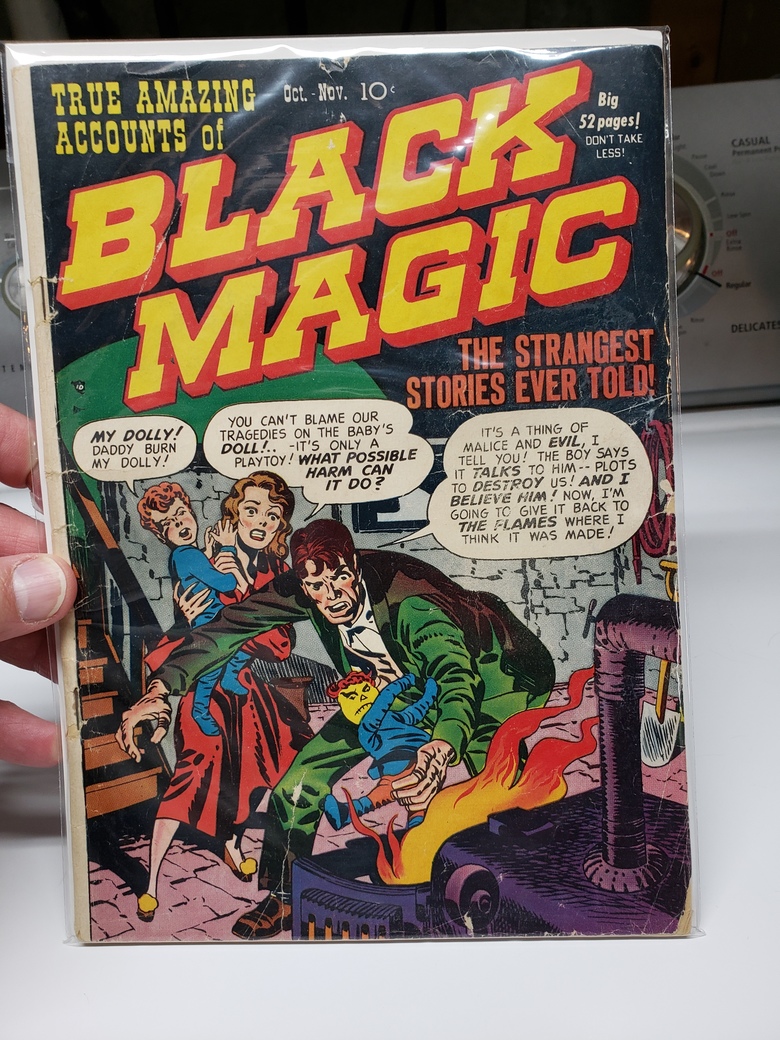 TRUE AMAZING
ACCOUNTS of
Oct.-Nov. 10¢
Big
52 pages!
DON'T TAKE
LESS!
BLACK
MAGIC
THE STRANGEST
STORIES EVER TOLD!
MY DOLLY!
DADDY BURN
MY DOLLY!
YOU CAN'T BLAME OUR
TRAGEDIES ON THE BABY'S
DOLL!..-IT'S ONLY A
PLAYTOY! WHAT POSSIBLE
HARM CAN
IT DO?
IT'S A THING OF
MALICE AND EVIL, I
TELL YOU! THE BOY SAYS
IT TALKS TO HIM--PLOTS
TO DESTROY US! AND I
BELIEVE HIM! NOW, I'M
GOING TO GIVE IT BACK TO
THE FLAMES WHERE I
THINK IT WAS MADE!
CASUAL
Off
Regular
DELICATES